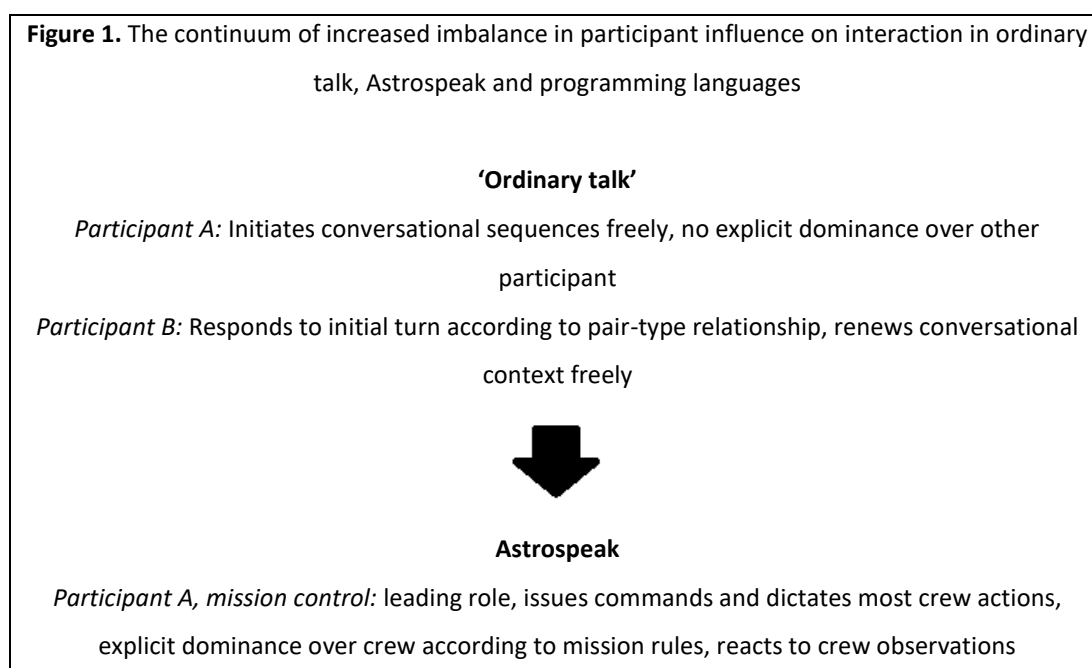 Figure 1. The continuum of increased imbalance in participant influence on interaction in ordinary
talk, Astrospeak and programming languages
‘Ordinary talk’
Participant A: Initiates conversational sequences freely, no explicit dominance over other
participant
Participant B: Responds to initial turn according to pair-type relationship, renews conversational
context freely
Astrospeak
Participant A, mission control: leading role, issues commands and dictates most crew actions,
explicit dominance over crew according to mission rules, reacts to crew observations